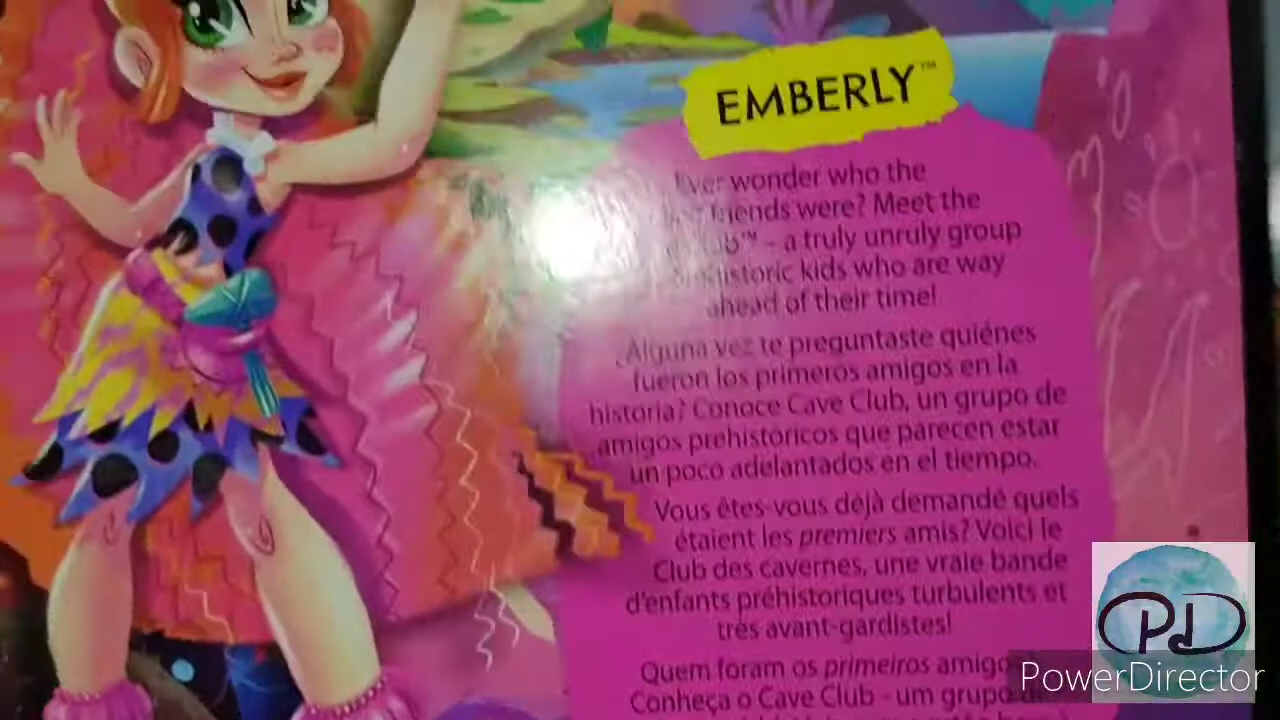 EMBERLY™
Ever wonder who the
friends were? Meet the
™ – a truly unruly group
prehistoric kids who are way
ahead of their time!
¿Alguna vez te preguntaste quiénes
fueron los primeros amigos en la
historia? Conoce Cave Club, un grupo de
amigos prehistóricos que parecen estar
un poco adelantados en el tiempo.
Vous êtes-vous déjà demandé quels
étaient les premiers amis? Voici le
Club des cavernes, une vraie bande
d'enfants préhistoriques turbulents et
très avant-gardistes!
Quem foram os primeiros
Conheça o Cave Club - um grupo
PD
PowerDirector